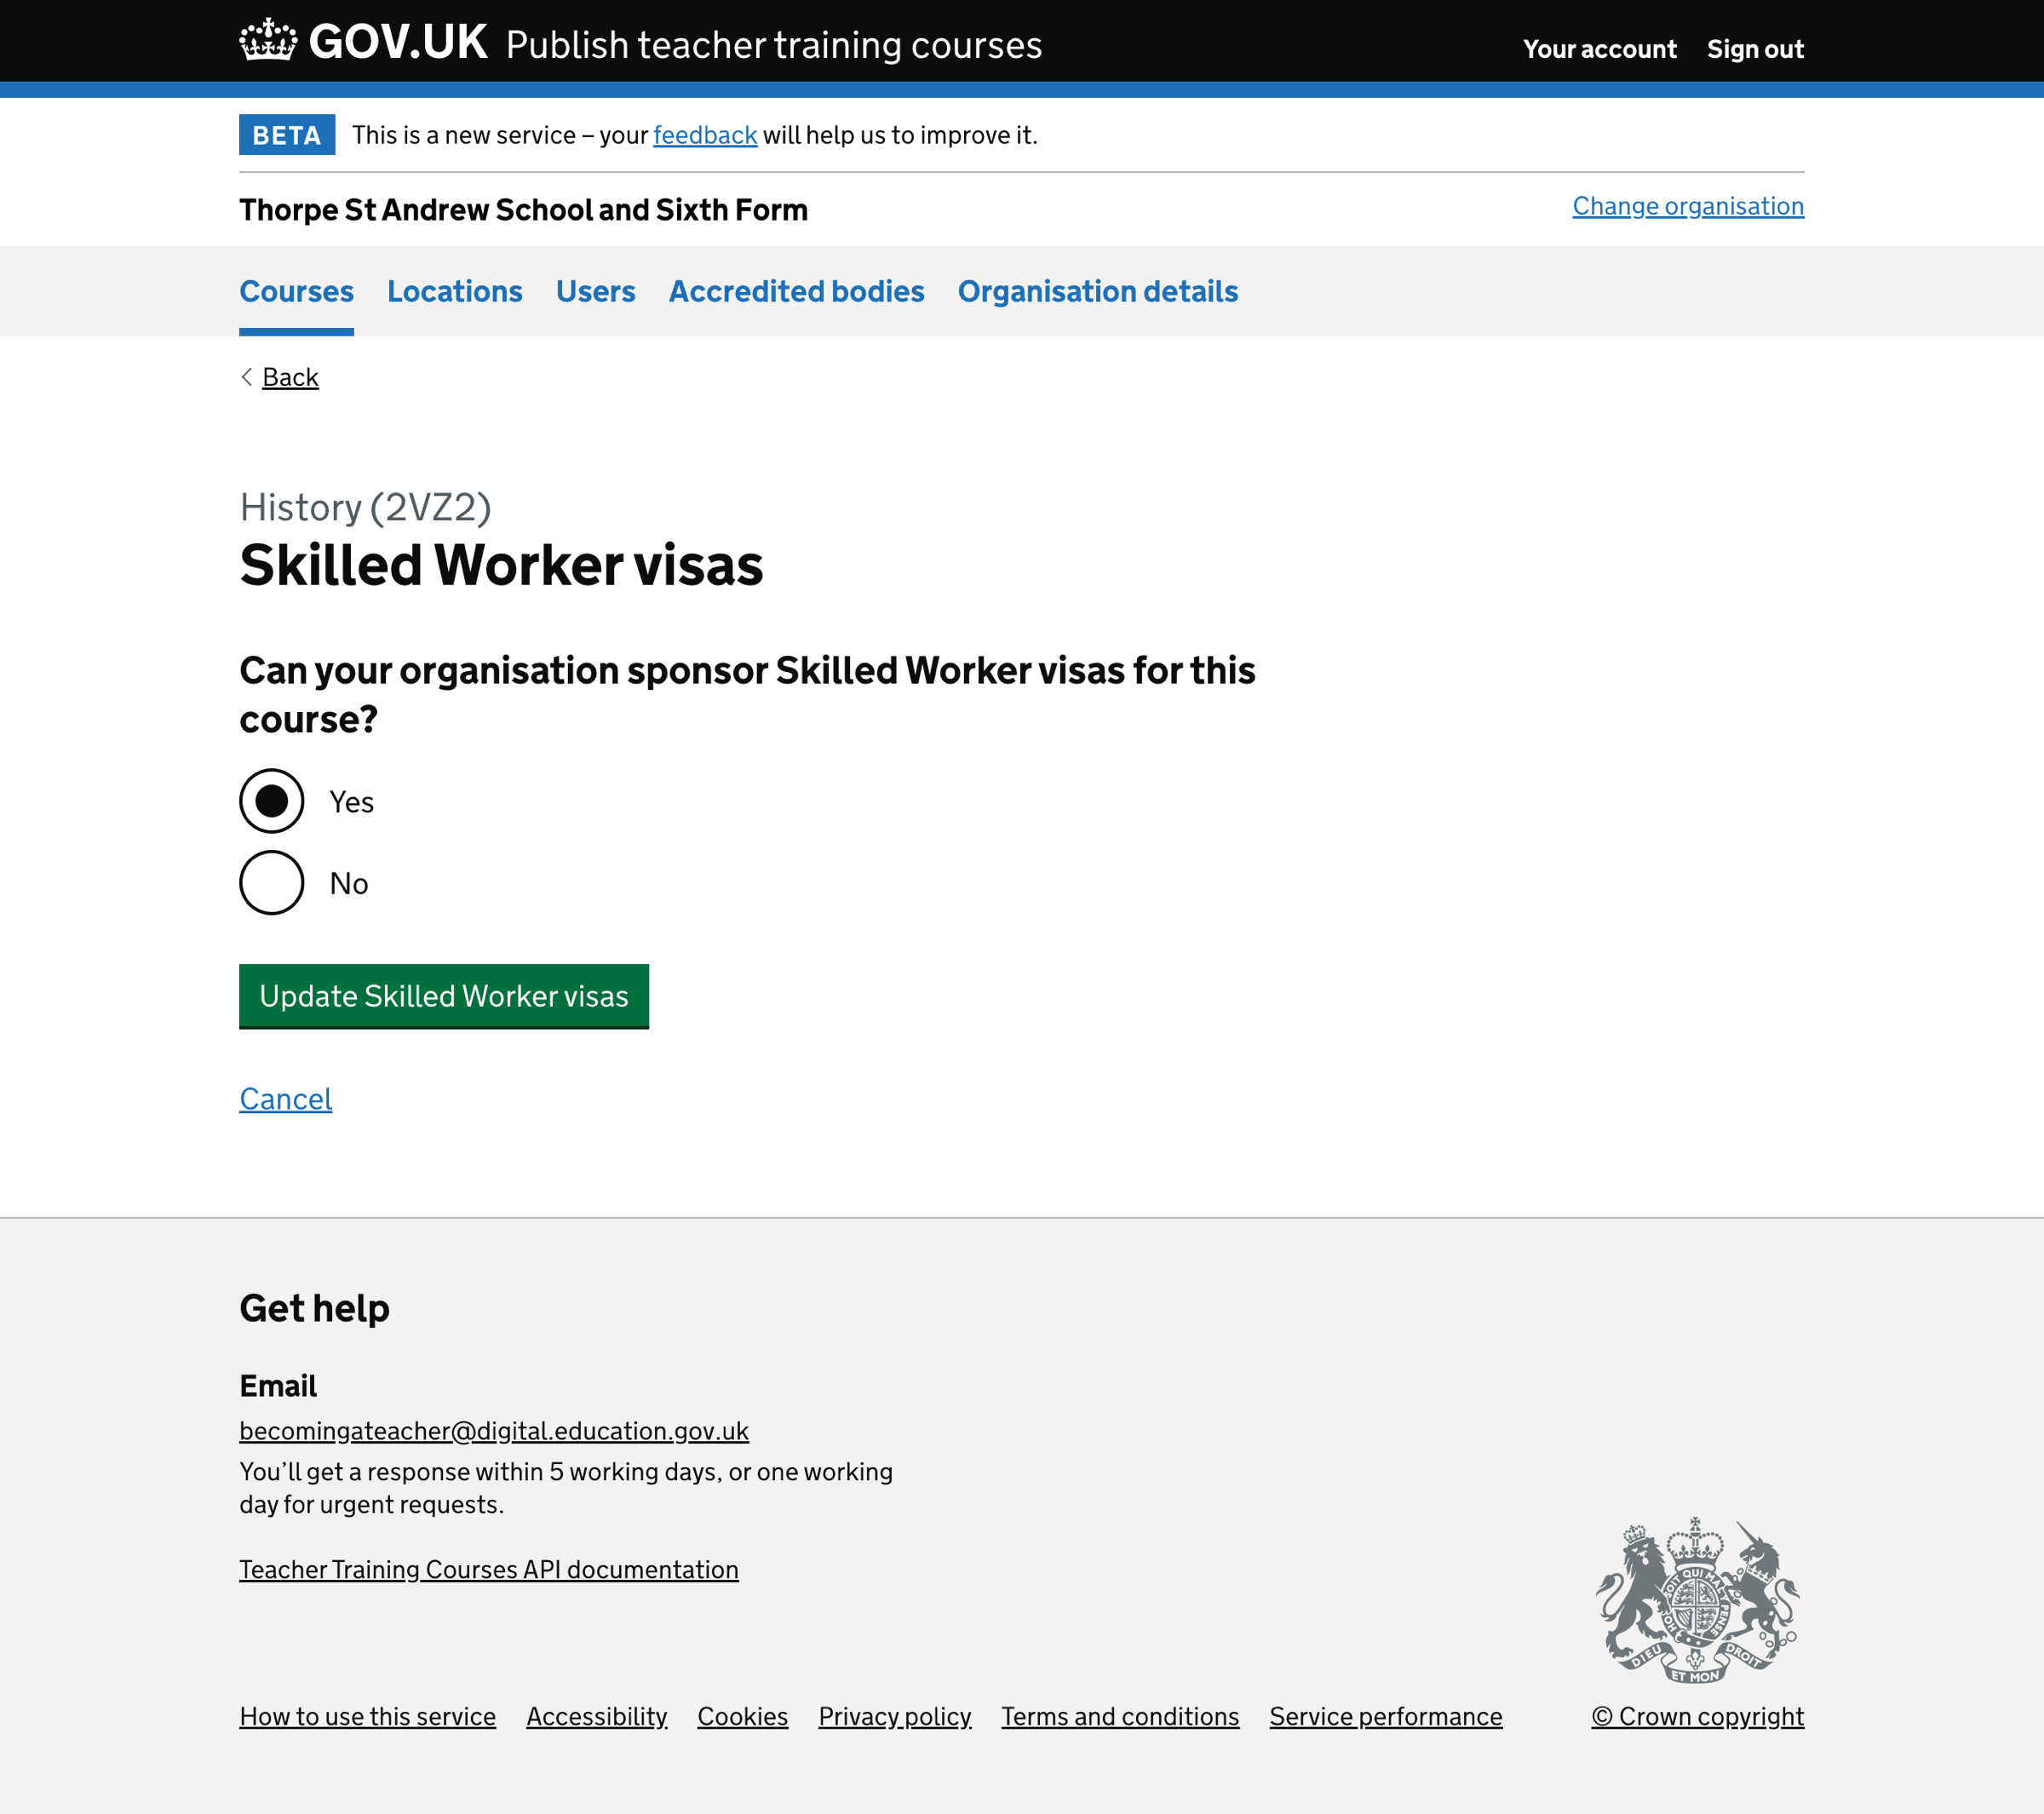 GOV.UK Publish teacher training courses
Your account Sign out
BETA This is a new service – your feedback will help us to improve it.
Thorpe St Andrew School and Sixth Form
Change organisation
Courses Locations Users Accredited bodies Organisation details
Back
History (2VZ2)
Skilled Worker visas
Can your organisation sponsor Skilled Worker visas for this
course?
Yes
No
Update Skilled Worker visas
Cancel
Get help
Email
becomingateacher@digital.education.gov.uk
You’ll get a response within 5 working days, or one working
day for urgent requests.
Teacher Training Courses API documentation
SOIT QUI MAL Y PENSE
HO
DIEU ET MON DROIT
How to use this service Accessibility Cookies Privacy policy Terms and conditions Service performance
© Crown copyright